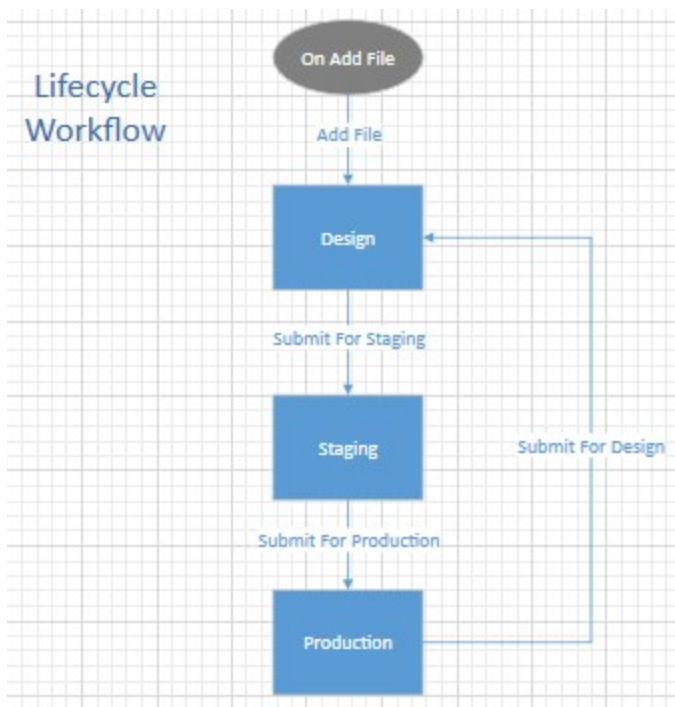 On Add File
Lifecycle
Workflow
Add File
Design
Submit For Staging
Staging
Submit For Design
Submit For Production
Production